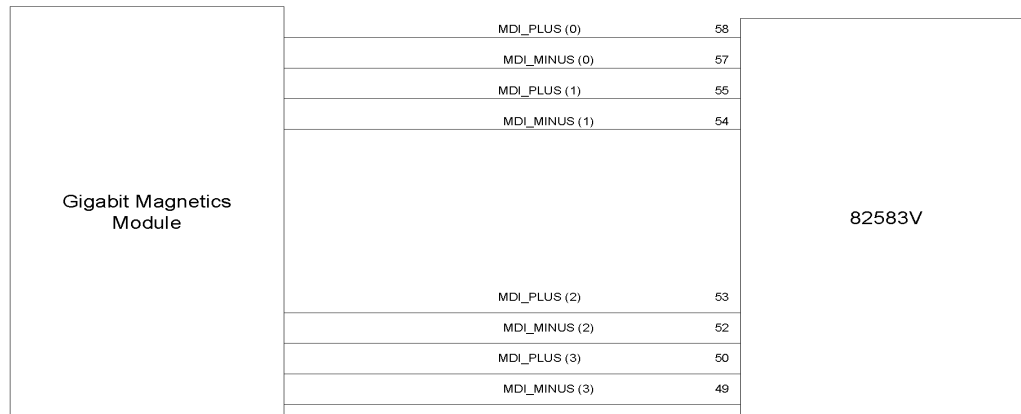 MDI_PLUS (0) 58
MDI_MINUS (0) 57
MDI_PLUS (1) 55
MDI_MINUS (1) 54
Gigabit Magnetics
Module
82583V
MDI_PLUS (2) 53
MDI_MINUS (2) 52
MDI_PLUS (3) 50
MDI_MINUS (3) 49